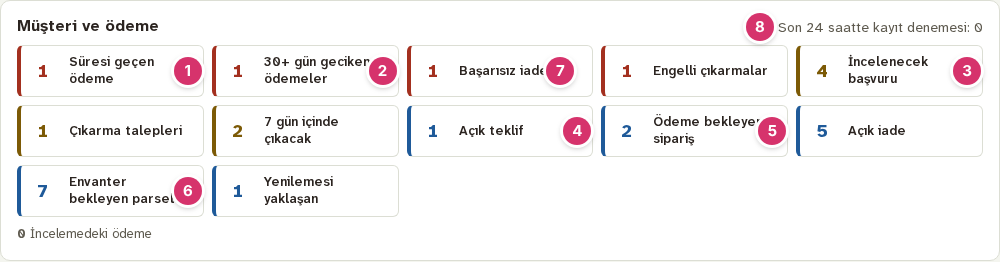 Müşteri ve ödeme
8 Son 24 saatte kayıt denemesi: 0
1 Süresi geçen
ödeme 1
1 30+ gün geciken
ödemeler 2
1 Başarısız iade 7
1 Engelli çıkarmalar
4 İncelenecek
başvuru 3
1 Çıkarma talepleri
2 7 gün içinde
çıkacak
1 Açık teklif 4
2 Ödeme bekleyen
sipariş 5
5 Açık iade
7 Envanter
bekleyen parsel 6
1 Yenilemesi
yaklaşan
0 İncelemedeki ödeme